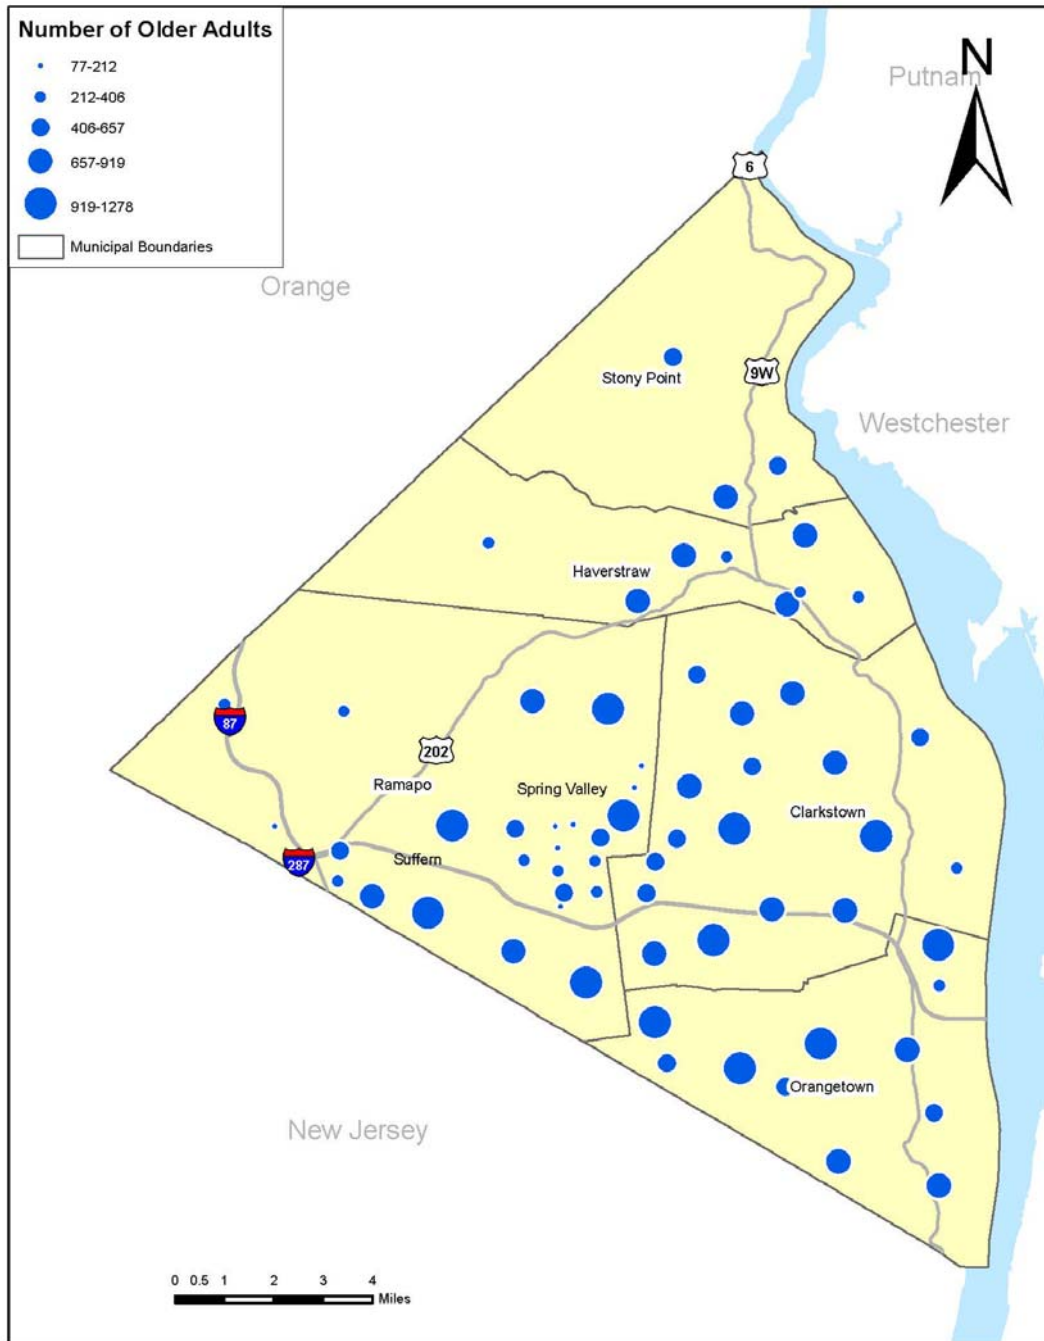 Number of Older Adults
77-212
212-406
406-657
657-919
919-1278
Municipal Boundaries
N
Putnam
6
Orange
Stony Point
9W
Westchester
Haverstraw
87
202
Ramapo
Spring Valley
Clarkstown
287
Suffern
Orangetown
New Jersey
0 0.5 1 2 3 4
Miles